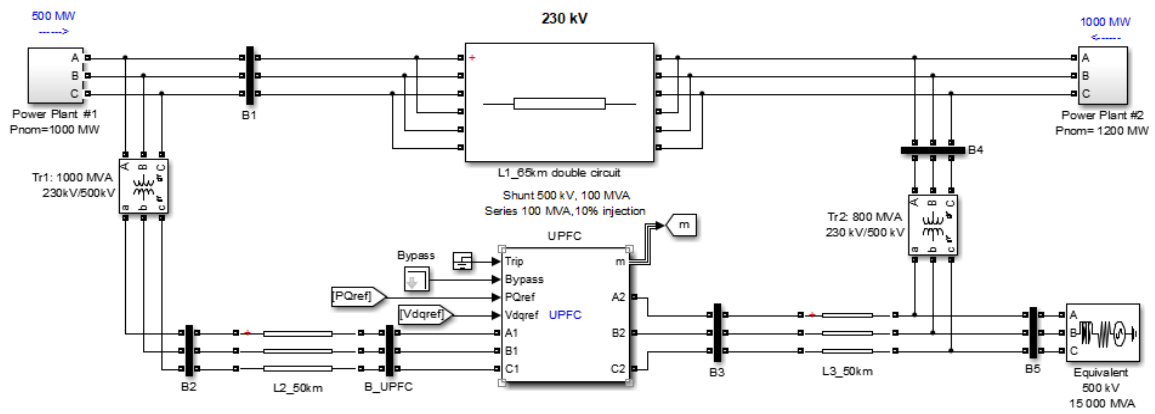 500 MW
------>
230 kV
1000 MW
<------
A
B
C
Power Plant #1
Pnom=1000 MW
B1
+
L1_65km double circuit
A
B
C
Power Plant #2
Pnom= 1200 MW
B4
Tr1: 1000 MVA
230kV/500kV
A B C
a b c
Shunt 500 kV, 100 MVA
Series 100 MVA,10% injection
UPFC
m
Tr2: 800 MVA
230 kV/500 kV
A B C
a b c
Bypass
[PQref]
[Vdqref]
Trip
Bypass
PQref
Vdqref
A1
B1
C1
UPFC
m
A2
B2
C2
B2
+
L2_50km
B_UPFC
B3
+
L3_50km
B5
A
B
C
Equivalent
500 kV
15 000 MVA